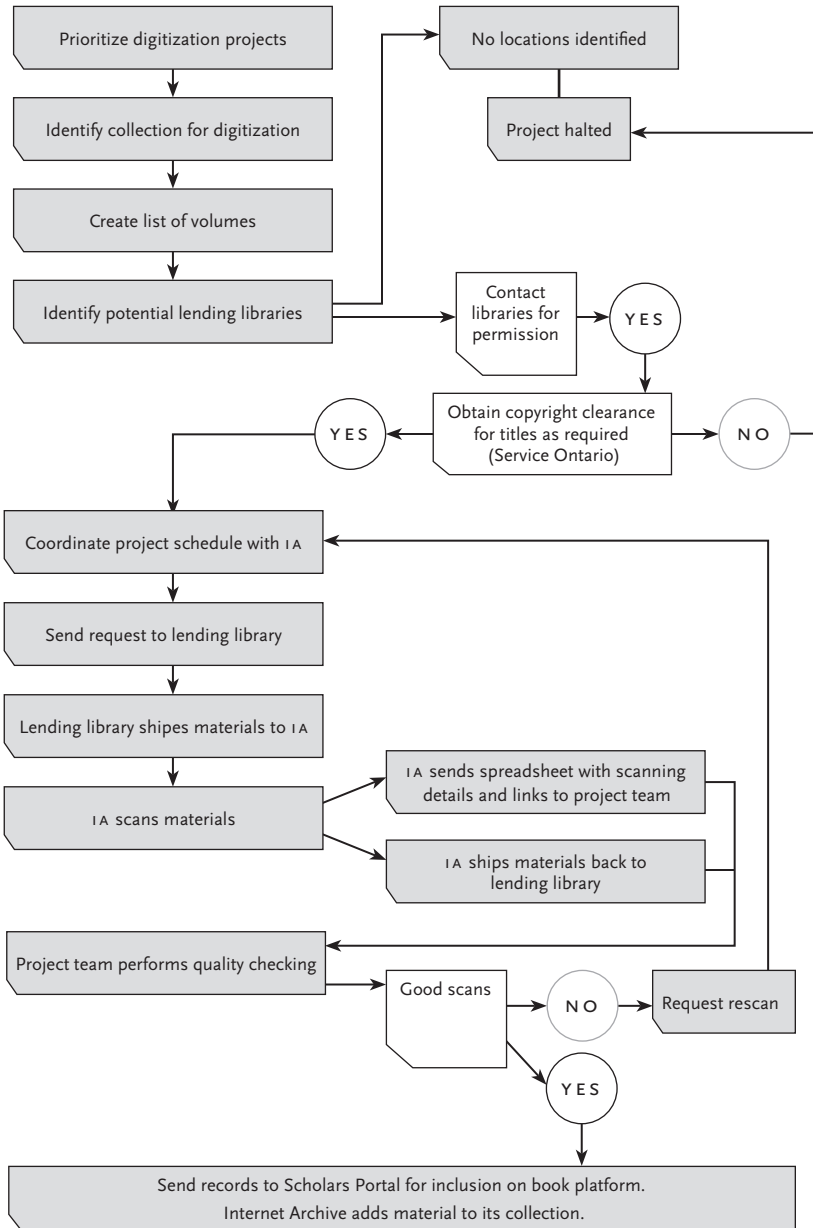 Prioritize digitization projects
No locations identified
Identify collection for digitization
Project halted
Create list of volumes
Identify potential lending libraries
Contact
libraries for
permission
YES
Obtain copyright clearance
for titles as required
(Service Ontario)
YES
NO
Coordinate project schedule with IA
Send request to lending library
Lending library shipes materials to IA
IA scans materials
IA sends spreadsheet with scanning
details and links to project team
IA ships materials back to
lending library
Project team performs quality checking
Good scans
NO
Request rescan
YES
Send records to Scholars Portal for inclusion on book platform.
Internet Archive adds material to its collection.